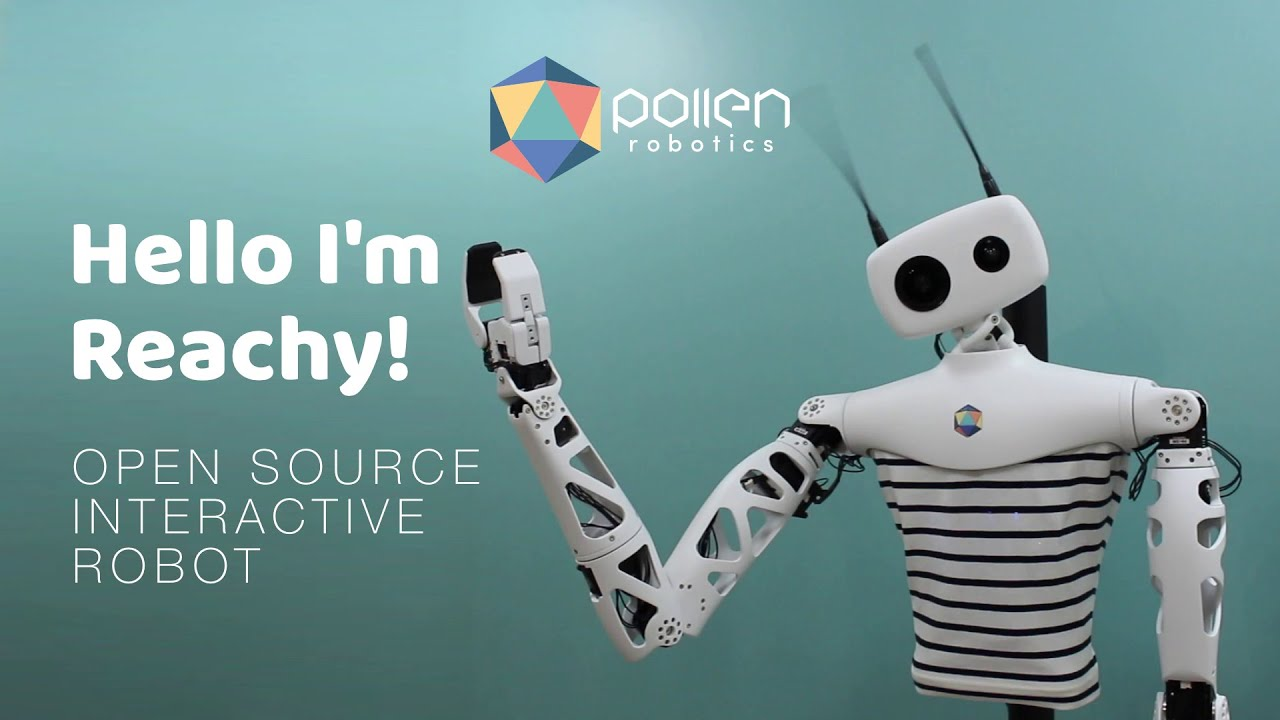 pollen
robotics
Hello I'm
Reachy!
OPEN SOURCE
INTERACTIVE
ROBOT